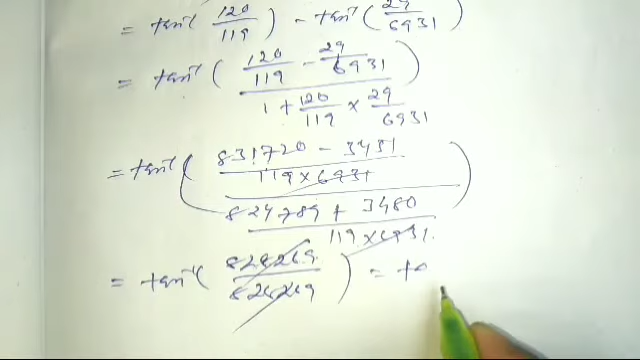 = tan⁻¹ ( 120/119 ) - tan⁻¹ ( 29/6931 )
= tan⁻¹ ( (120/119 - 29/6931) / (1 + 120/119 × 29/6931) )
= tan⁻¹ ( ((831720 - 3451) / (119 × 6931)) / ((824789 + 3480) / (119 × 6931)) )
= tan⁻¹ ( 828269 / 828269 ) = ta